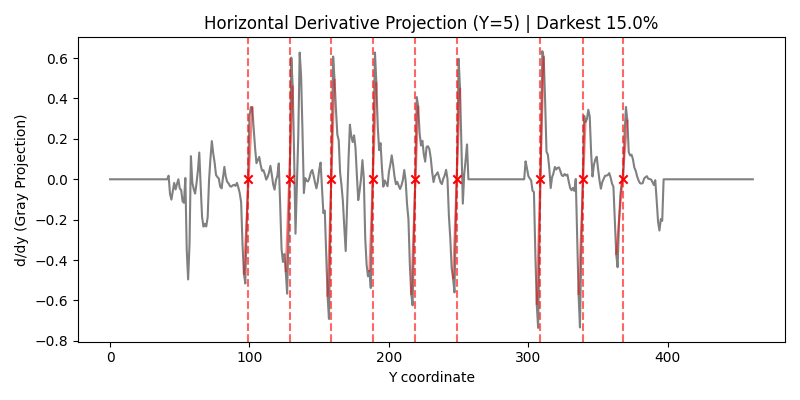 Horizontal Derivative Projection (Y=5) | Darkest 15.0%
d/dy (Gray Projection)
0.6
0.4
0.2
0.0
−0.2
−0.4
−0.6
−0.8
0 100 200 300 400
Y coordinate